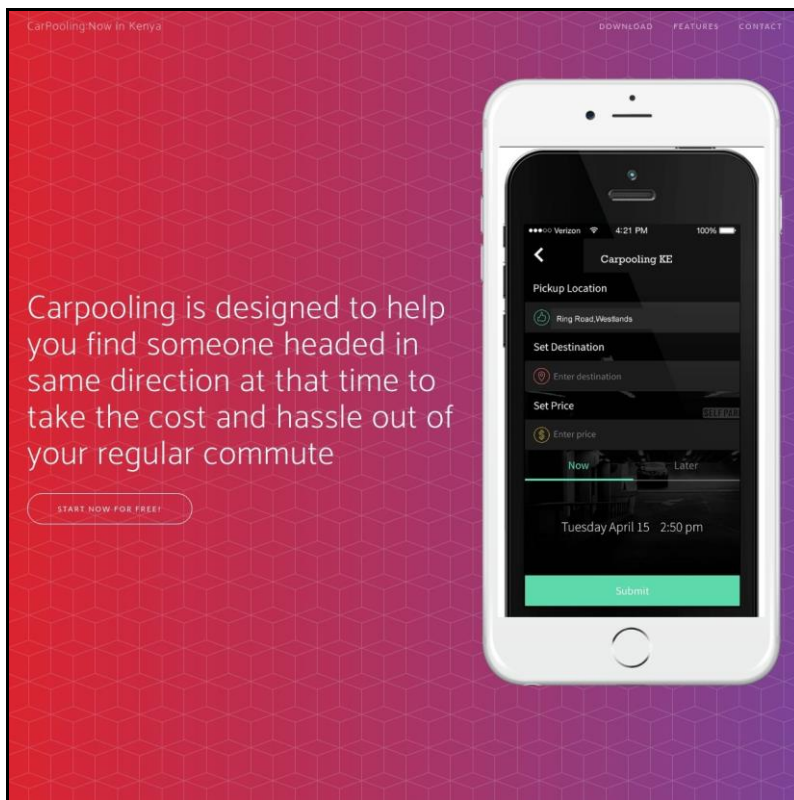 CarPooling:Now in Kenya
DOWNLOAD FEATURES CONTACT
Carpooling is designed to help
you find someone headed in
same direction at that time to
take the cost and hassle out of
your regular commute
START NOW FOR FREE!
Verizon 4:21 PM 100%
Carpooling KE
Pickup Location
Ring Road,Westlands
Set Destination
Enter destination
Set Price
SELF PAR
$ Enter price
Now Later
Tuesday April 15 2:50 pm
Submit